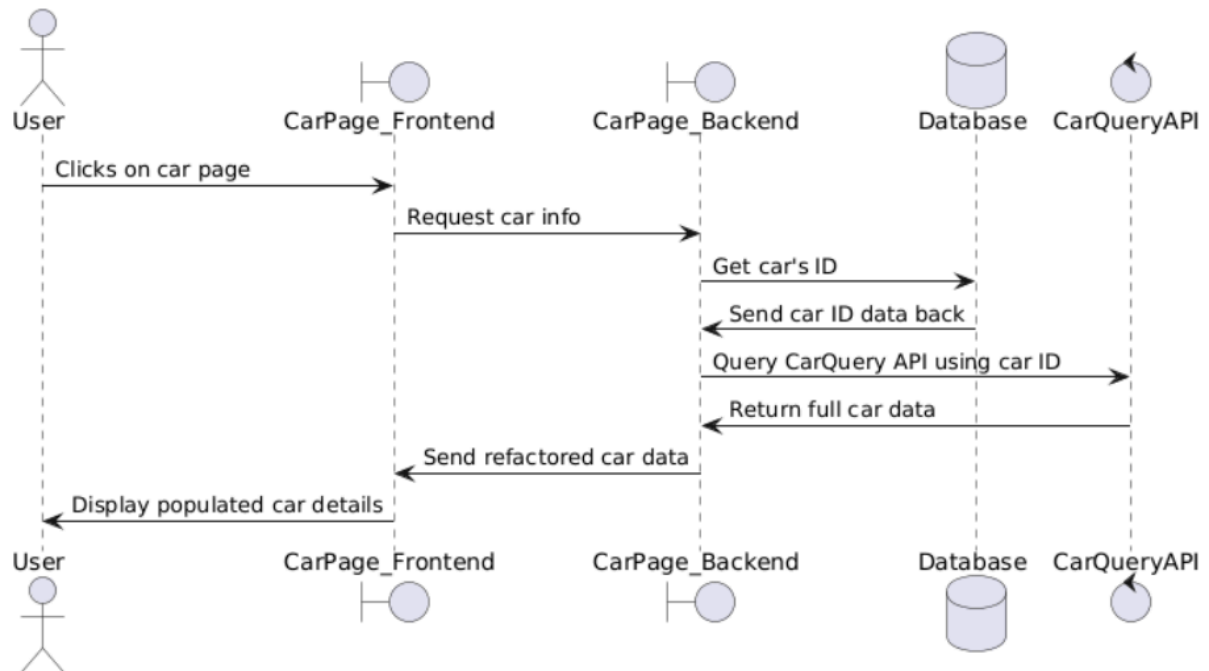 User
CarPage_Frontend
CarPage_Backend
Database
CarQueryAPI
Clicks on car page
Request car info
Get car's ID
Send car ID data back
Query CarQuery API using car ID
Return full car data
Send refactored car data
Display populated car details
User
CarPage_Frontend
CarPage_Backend
Database
CarQueryAPI